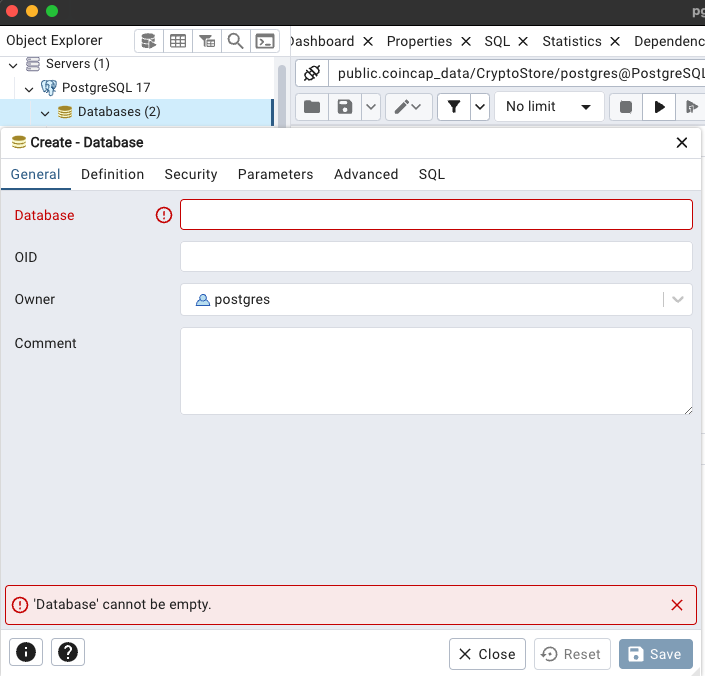 pg
Object Explorer
Dashboard Properties SQL Statistics Dependenc
Servers (1)
PostgreSQL 17
public.coincap_data/CryptoStore/postgres@PostgreSQL
Databases (2)
No limit
Create - Database
General Definition Security Parameters Advanced SQL
Database
OID
Owner postgres
Comment
'Database' cannot be empty.
Close Reset Save